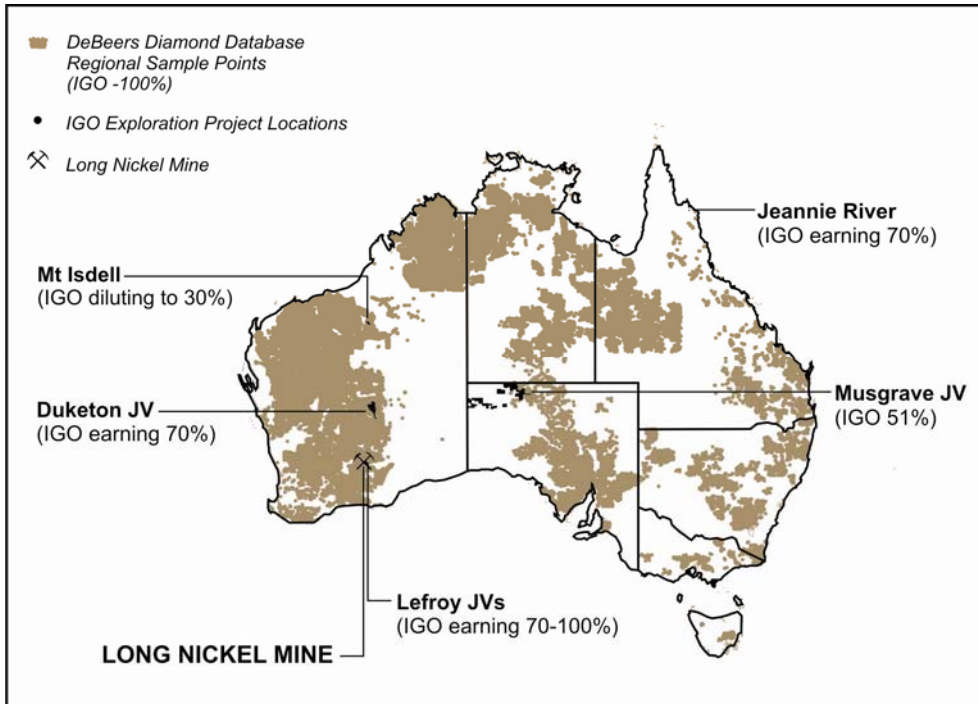 DeBeers Diamond Database
Regional Sample Points
(IGO -100%)
IGO Exploration Project Locations
Long Nickel Mine
Jeannie River
(IGO earning 70%)
Mt Isdell
(IGO diluting to 30%)
Musgrave JV
(IGO 51%)
Duketon JV
(IGO earning 70%)
Lefroy JVs
(IGO earning 70-100%)
LONG NICKEL MINE